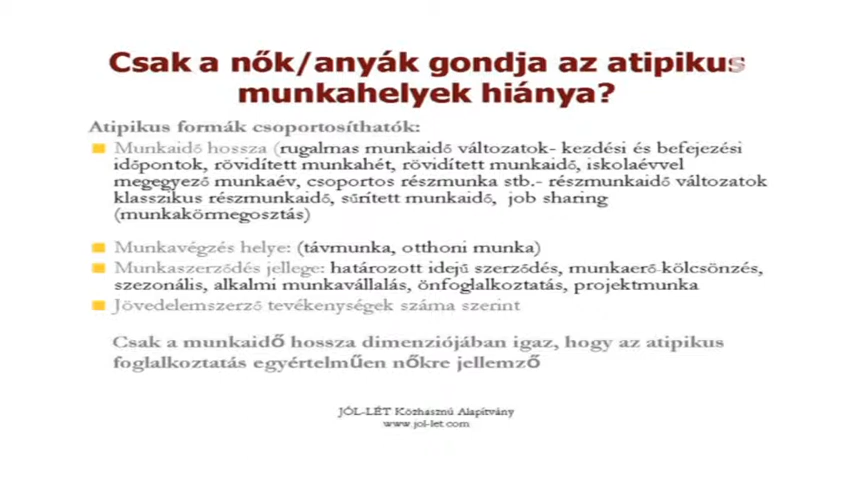 Csak a nők/anyák gondja az atipikus
munkahelyek hiánya?
Atipikus formák csoportosíthatók:
Munkaidő hossza (rugalmas munkaidő változatok- kezdési és befejezési
időpontok, rövidített munkahét, rövidített munkaidő, iskolaévvel
megegyező munkaév, csoportos részmunka stb.- részmunkaidő változatok
klasszikus részmunkaidő, sűrített munkaidő, job sharing
(munkakörmegosztás)
Munkavégzés helye: (távmunka, otthoni munka)
Munkaszerződés jellege: határozott idejű szerződés, munkaerő-kölcsönzés,
szezonális, alkalmi munkavállalás, önfoglalkoztatás, projektmunka
Jövedelemszerző tevékenységek száma szerint
Csak a munkaidő hossza dimenziójában igaz, hogy az atipikus
foglalkoztatás egyértelműen nőkre jellemző
JÓL-LÉT Közhasznú Alapítvány
www.jol-let.com